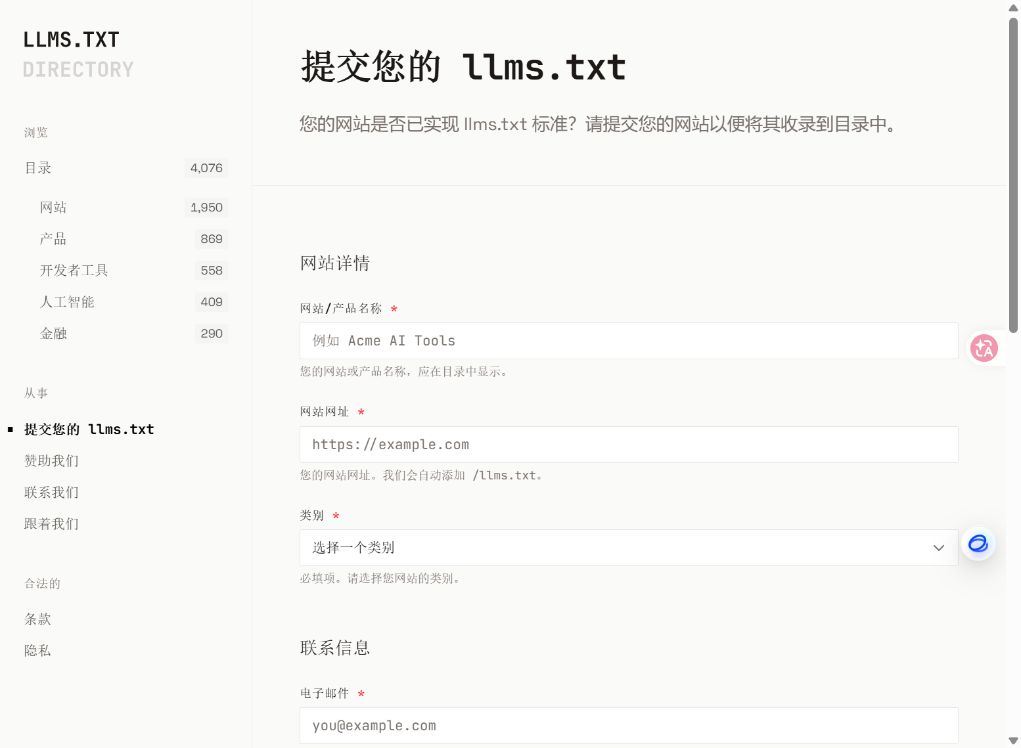 LLMS.TXT
DIRECTORY
浏览
目录 4,076
网站 1,950
产品 869
开发者工具 558
人工智能 409
金融 290
从事
提交您的 llms.txt
赞助我们
联系我们
跟着我们
合法的
条款
隐私
提交您的 llms.txt
您的网站是否已实现 llms.txt 标准？请提交您的网站以便将其收录到目录中。
网站详情
网站/产品名称 *
例如 Acme AI Tools
您的网站或产品名称，应在目录中显示。
网站网址 *
https://example.com
您的网站网址。我们会自动添加 /llms.txt。
类别 *
选择一个类别
必填项。请选择您网站的类别。
联系信息
电子邮件 *
you@example.com